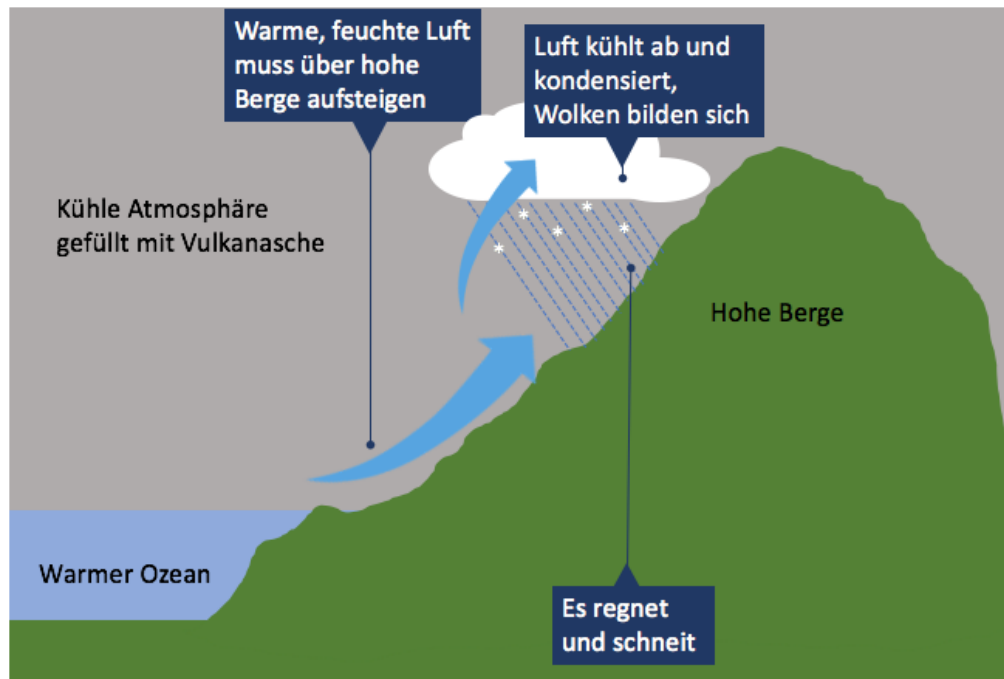 Warme, feuchte Luft
muss über hohe
Berge aufsteigen
Luft kühlt ab und
kondensiert,
Wolken bilden sich
Kühle Atmosphäre
gefüllt mit Vulkanasche
Hohe Berge
Warmer Ozean
Es regnet
und schneit